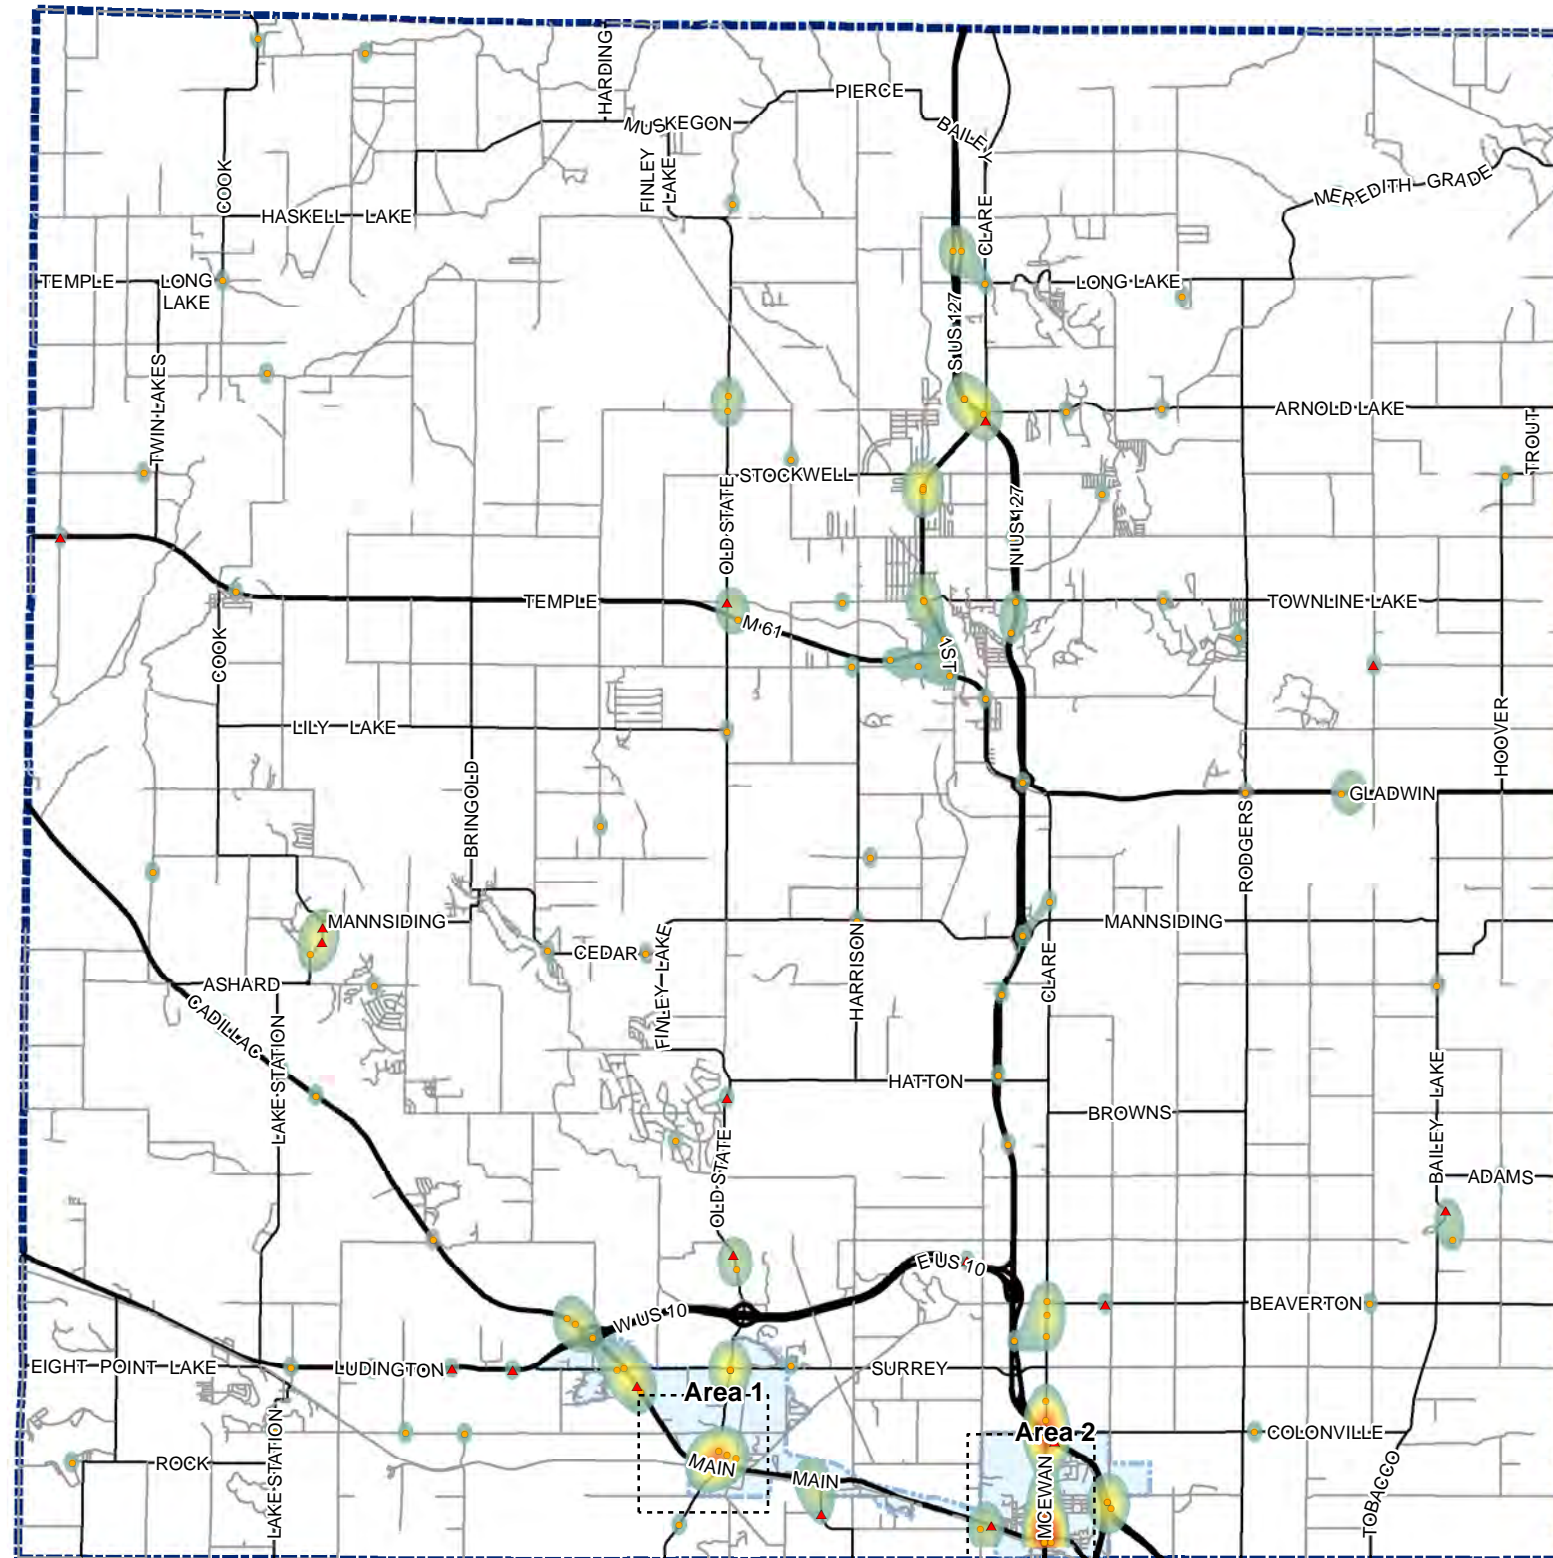 HARDING
PIERCE
MUSKEGON
BAILEY
FINLEY
LAKE
COOK
MEREDITH GRADE
HASKELL LAKE
CLARE
TEMPLE
LONG
LAKE
LONG LAKE
S US 127
TWIN LAKES
ARNOLD LAKE
TROUT
STOCKWELL
OLD STATE
N US 127
TEMPLE
TOWNLINE LAKE
M 61
COOK
1ST
LILY LAKE
HOOVER
GLADWIN
BRINGOLD
RODGERS
MANNSIDING
MANNSIDING
CEDAR
FINLEY LAKE
HARRISON
CLARE
ASHARD
CADILLAC
LAKE STATION
HATTON
BROWNS
BAILEY LAKE
OLD STATE
ADAMS
E US 10
W US 10
BEAVERTON
EIGHT POINT LAKE
LUDINGTON
SURREY
Area 1
Area 2
COLONVILLE
ROCK
LAKE STATION
MAIN
MAIN
MCEWAN
TOBACCO